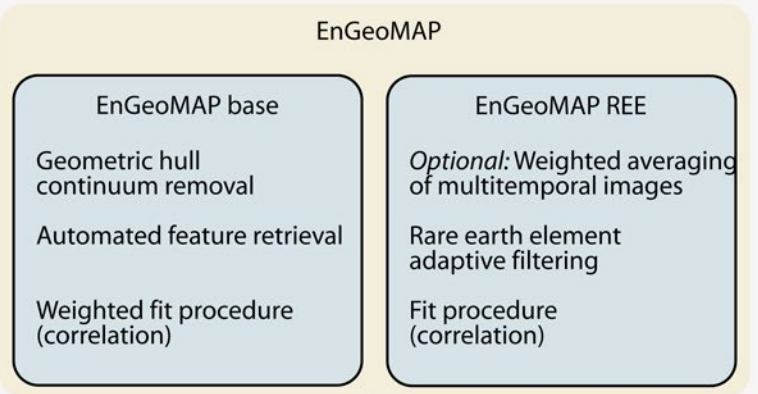 EnGeoMAP
EnGeoMAP base
Geometric hull
continuum removal
Automated feature retrieval
Weighted fit procedure
(correlation)
EnGeoMAP REE
Optional: Weighted averaging
of multitemporal images
Rare earth element
adaptive filtering
Fit procedure
(correlation)